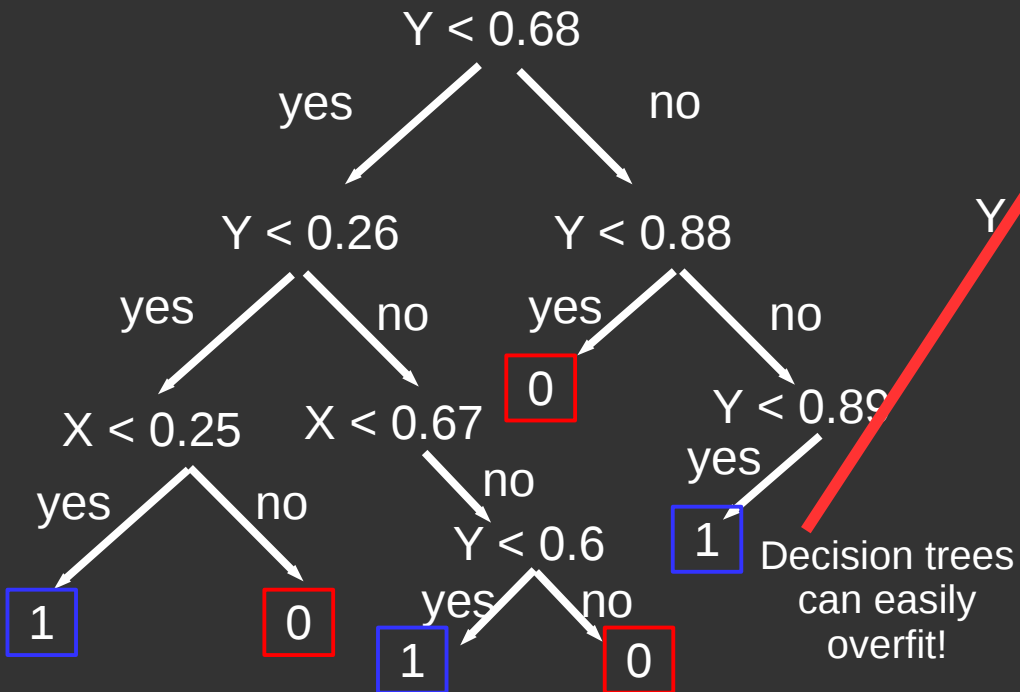 Y < 0.68
yes
no
Y < 0.26
Y < 0.88
Y
yes
no
yes
no
X < 0.25
X < 0.67
0
Y < 0.89
yes
no
no
yes
Y < 0.6
1
1
0
yes
no
1
0
Decision trees
can easily
overfit!